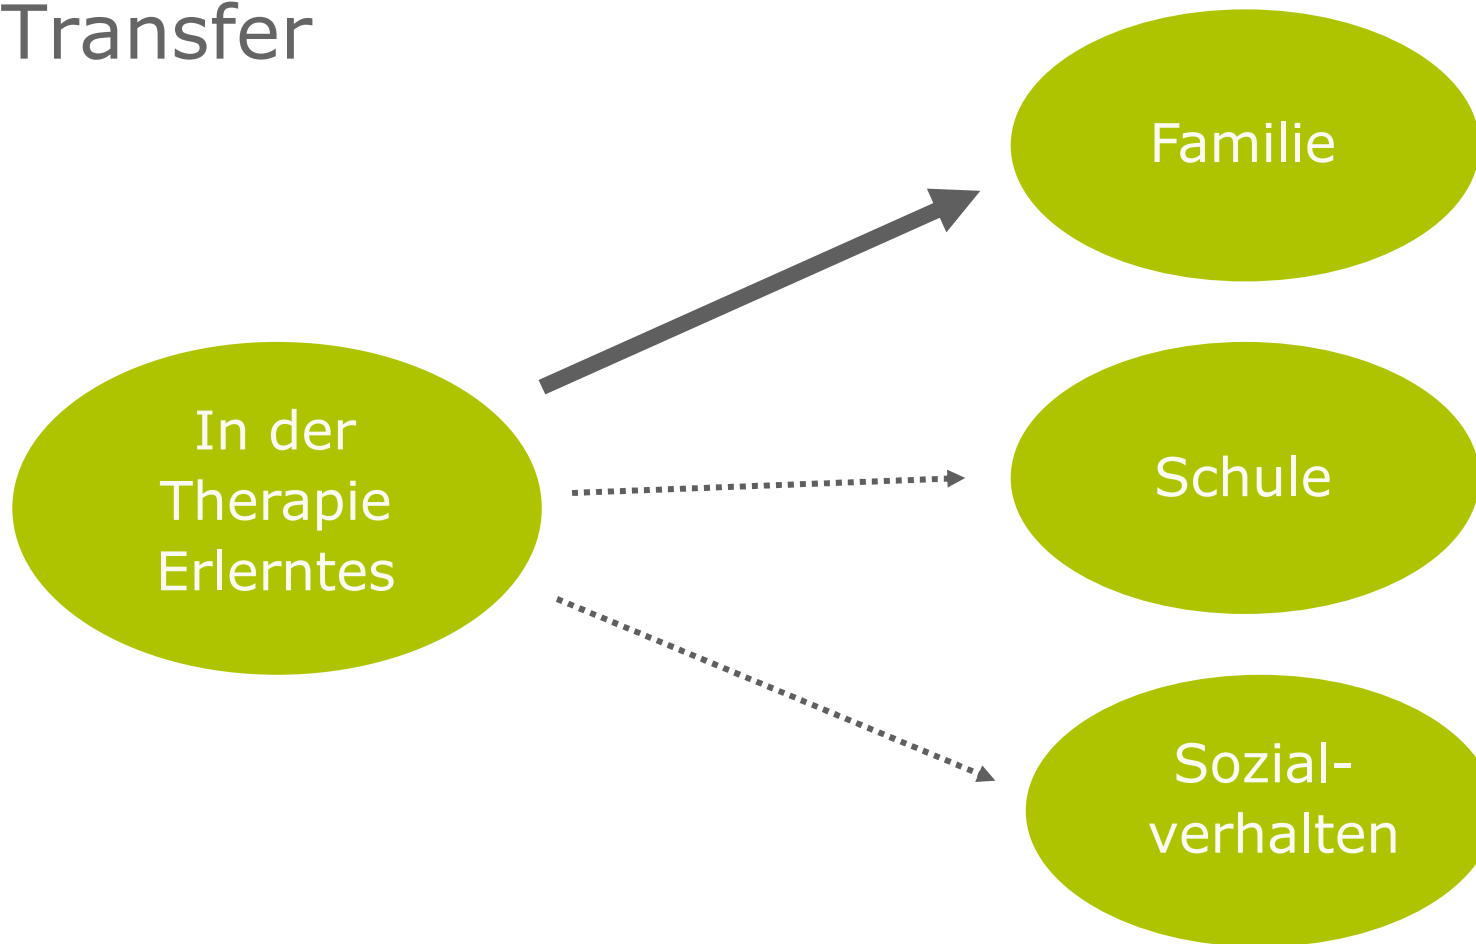 Transfer
Familie
In der
Therapie
Erlerntes
Schule
Sozial-
verhalten